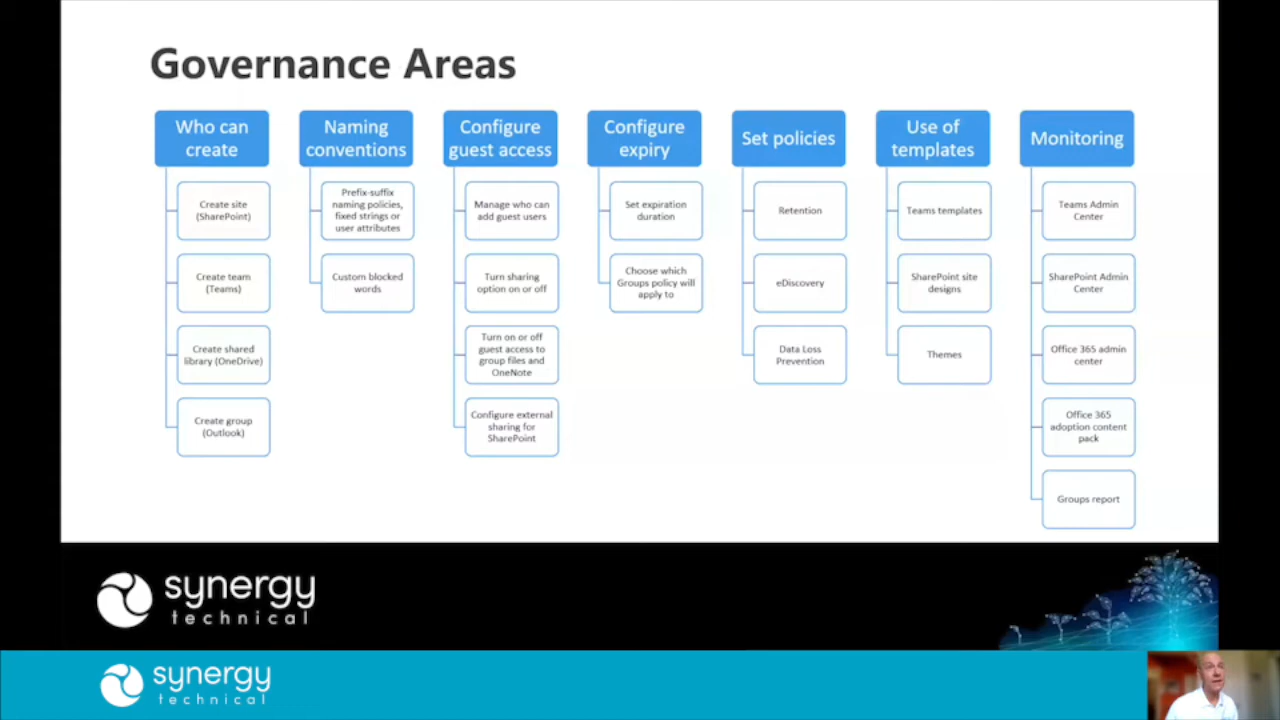 Governance Areas
Who can
create
Create site
(SharePoint)
Create team
(Teams)
Create shared
library (OneDrive)
Create group
(Outlook)
Naming
conventions
Prefix-suffix
naming policies,
fixed strings or
user attributes
Custom blocked
words
Configure
guest access
Manage who can
add guest users
Turn sharing
option on or off
Turn on or off
guest access to
group files and
OneNote
Configure external
sharing for
SharePoint
Configure
expiry
Set expiration
duration
Choose which
Groups policy will
apply to
Set policies
Retention
eDiscovery
Data Loss
Prevention
Use of
templates
Teams templates
SharePoint site
designs
Themes
Monitoring
Teams Admin
Center
SharePoint Admin
Center
Office 365 admin
center
Office 365
adoption content
pack
Groups report
synergy
technical
synergy
technical